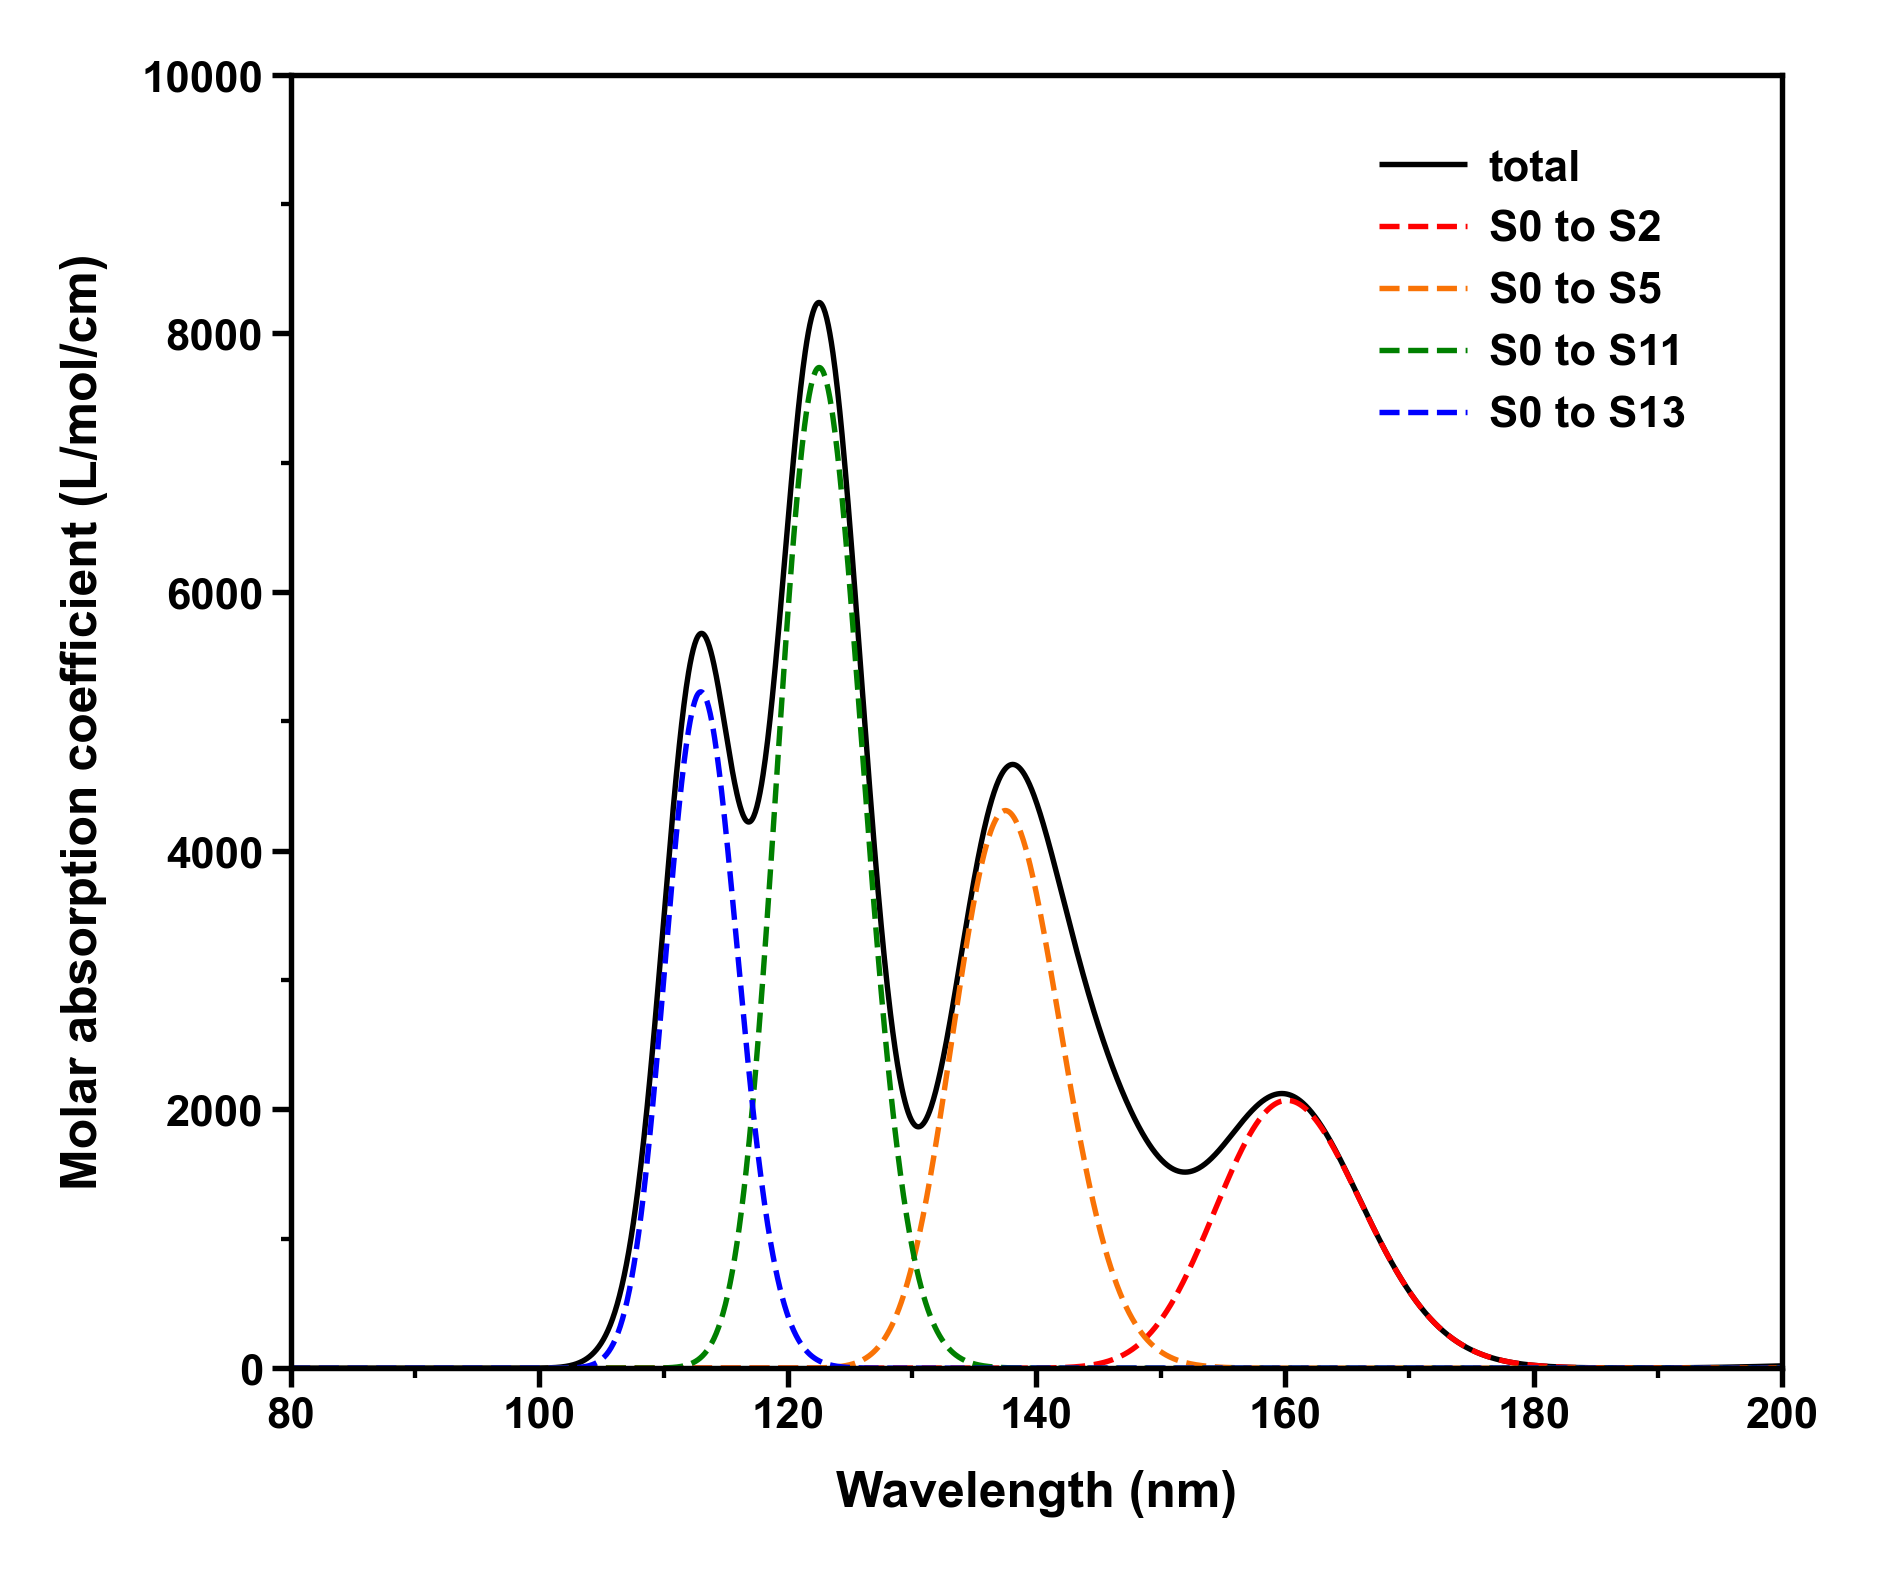 10000
8000
6000
4000
2000
0
Molar absorption coefficient (L/mol/cm)
total
S0 to S2
S0 to S5
S0 to S11
S0 to S13
80 100 120 140 160 180 200
Wavelength (nm)